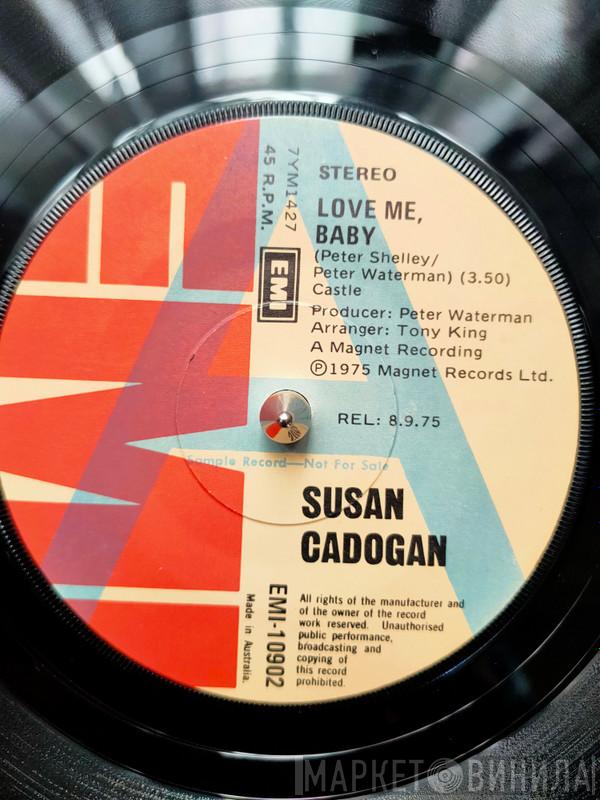 STEREO
LOVE ME,
BABY
(Peter Shelley/
Peter Waterman) (3.50)
Castle
Producer: Peter Waterman
Arranger: Tony King
A Magnet Recording
Ⓟ1975 Magnet Records Ltd.
7YM1427
45 R.P.M.
EMI
REL: 8.9.75
Sample Record—Not For Sale
SUSAN
CADOGAN
EMI-10902
Made in Australia.
All rights of the manufacturer and
of the owner of the record
work reserved. Unauthorised
public performance,
broadcasting and
copying of
this record
prohibited.
EMI
A
МАРКЕТ ВИНИЛА